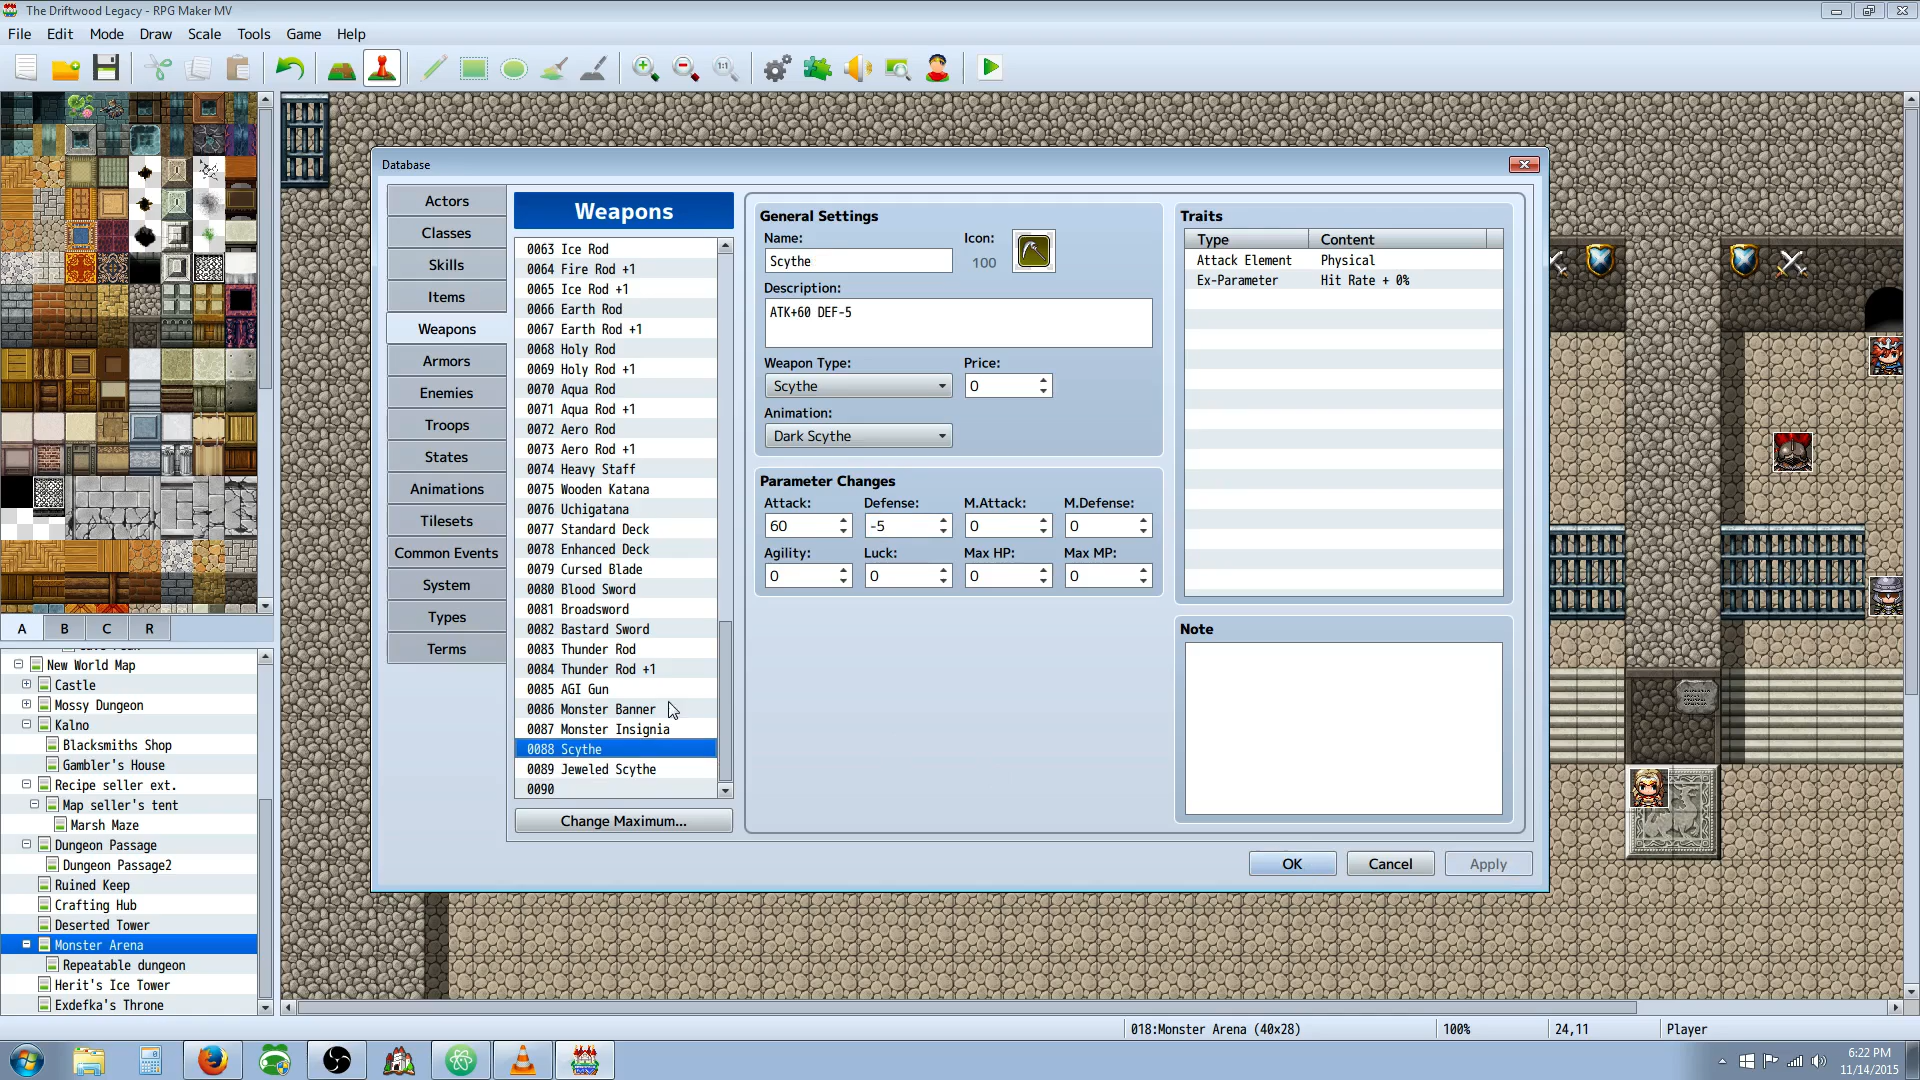 The Driftwood Legacy - RPG Maker MV
File Edit Mode Draw Scale Tools Game Help
1:1
Database
Actors
Classes
Skills
Items
Weapons
Armors
Enemies
Troops
States
Animations
Tilesets
Common Events
System
Types
Terms
Weapons
0063 Ice Rod
0064 Fire Rod +1
0065 Ice Rod +1
0066 Earth Rod
0067 Earth Rod +1
0068 Holy Rod
0069 Holy Rod +1
0070 Aqua Rod
0071 Aqua Rod +1
0072 Aero Rod
0073 Aero Rod +1
0074 Heavy Staff
0075 Wooden Katana
0076 Uchigatana
0077 Standard Deck
0078 Enhanced Deck
0079 Cursed Blade
0080 Blood Sword
0081 Broadsword
0082 Bastard Sword
0083 Thunder Rod
0084 Thunder Rod +1
0085 AGI Gun
0086 Monster Banner
0087 Monster Insignia
0088 Scythe
0089 Jeweled Scythe
0090
Change Maximum...
General Settings
Name: Icon:
Scythe 100
Description:
ATK+60 DEF-5
Weapon Type: Price:
Scythe 0
Animation:
Dark Scythe
Parameter Changes
Attack: Defense: M.Attack: M.Defense:
60 -5 0 0
Agility: Luck: Max HP: Max MP:
0 0 0 0
Traits
Type Content
Attack Element Physical
Ex-Parameter Hit Rate + 0%
Note
OK Cancel Apply
A B C R
New World Map
Castle
Mossy Dungeon
Kalno
Blacksmiths Shop
Gambler's House
Recipe seller ext.
Map seller's tent
Marsh Maze
Dungeon Passage
Dungeon Passage2
Ruined Keep
Crafting Hub
Deserted Tower
Monster Arena
Repeatable dungeon
Herit's Ice Tower
Exdefka's Throne
018:Monster Arena (40x28) 100% 24,11 Player
6:22 PM
11/14/2015